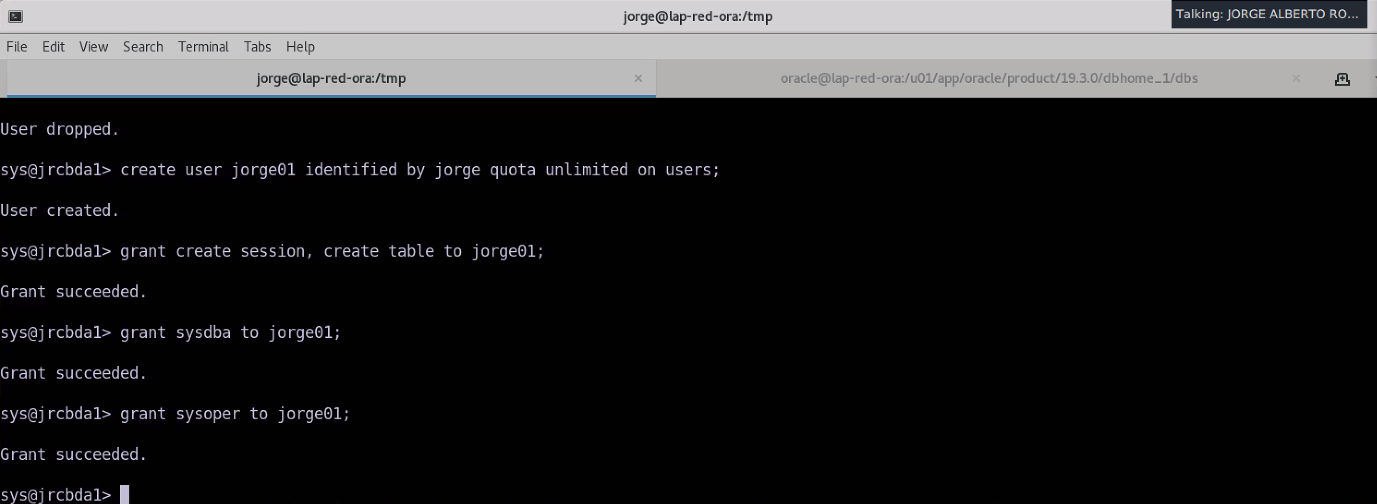 jorge@lap-red-ora:/tmp
Talking: JORGE ALBERTO RO...
File Edit View Search Terminal Tabs Help
jorge@lap-red-ora:/tmp × oracle@lap-red-ora:/u01/app/oracle/product/19.3.0/dbhome_1/dbs ×
User dropped.
sys@jrcbda1> create user jorge01 identified by jorge quota unlimited on users;
User created.
sys@jrcbda1> grant create session, create table to jorge01;
Grant succeeded.
sys@jrcbda1> grant sysdba to jorge01;
Grant succeeded.
sys@jrcbda1> grant sysoper to jorge01;
Grant succeeded.
sys@jrcbda1>